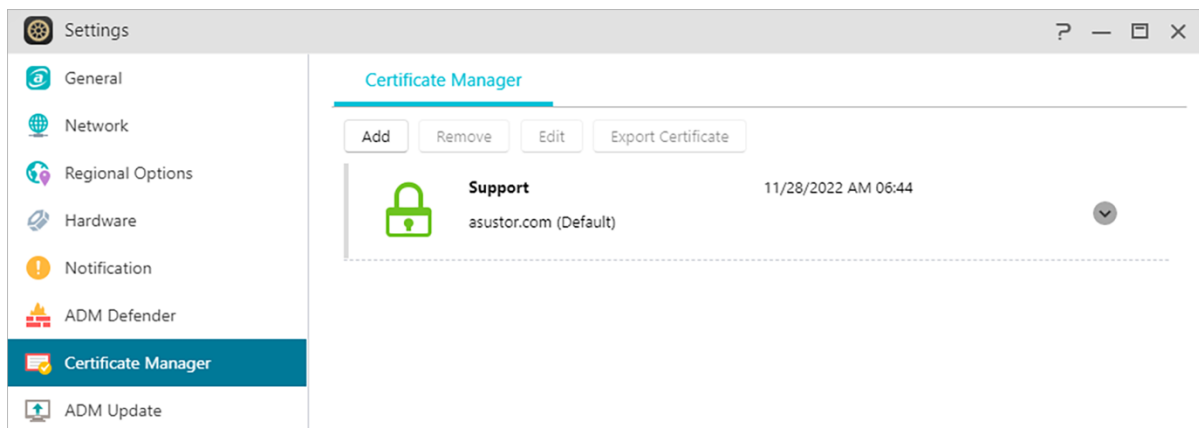 Settings
General
Network
Regional Options
Hardware
Notification
ADM Defender
Certificate Manager
ADM Update
Certificate Manager
Add Remove Edit Export Certificate
Support 11/28/2022 AM 06:44
asustor.com (Default)